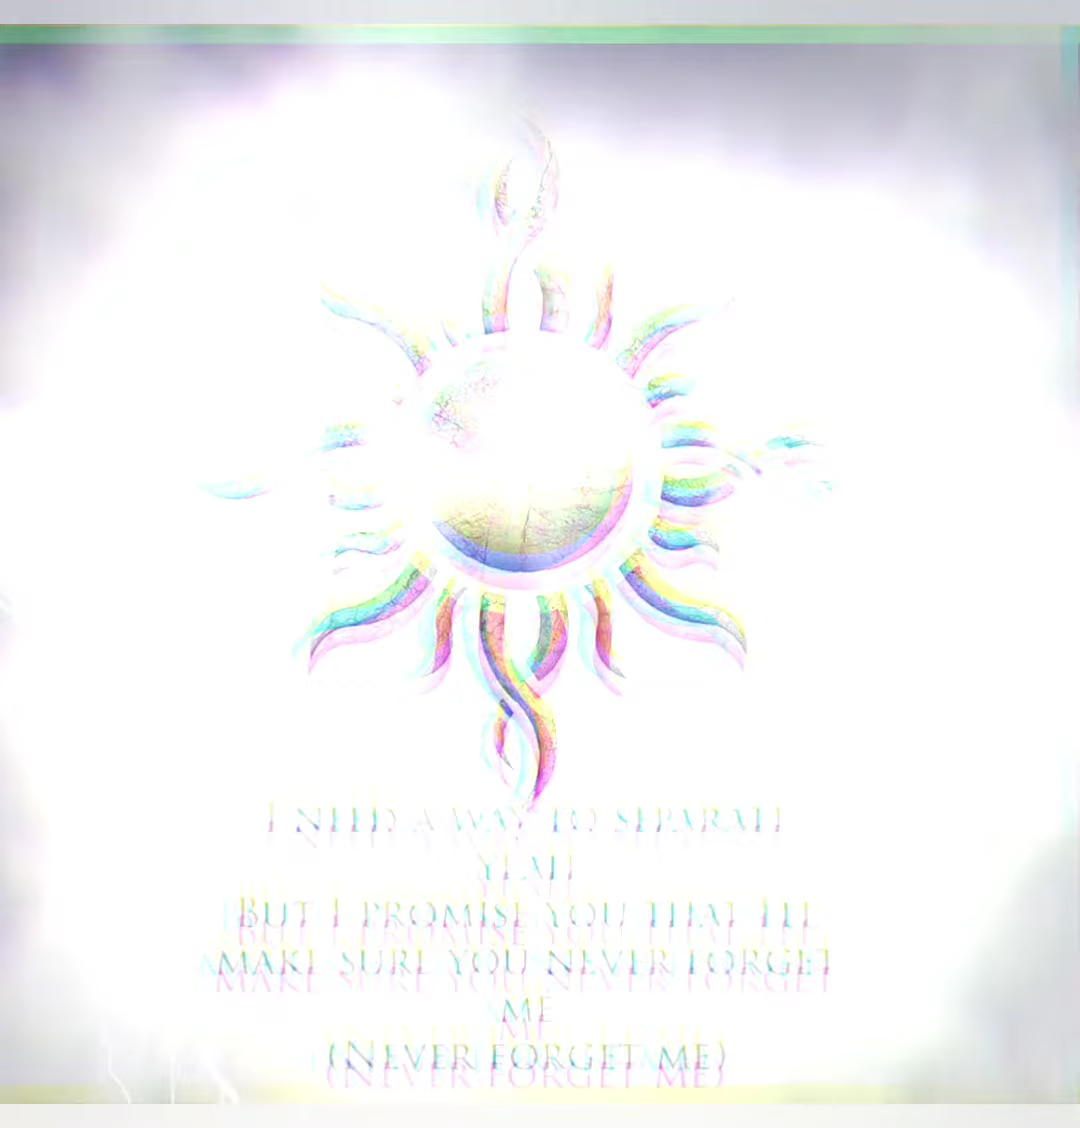 I NEED A WAY TO SEPARATE
YEAH
BUT I PROMISE YOU THAT I'LL
MAKE SURE YOU NEVER FORGET
ME
(NEVER FORGET ME)